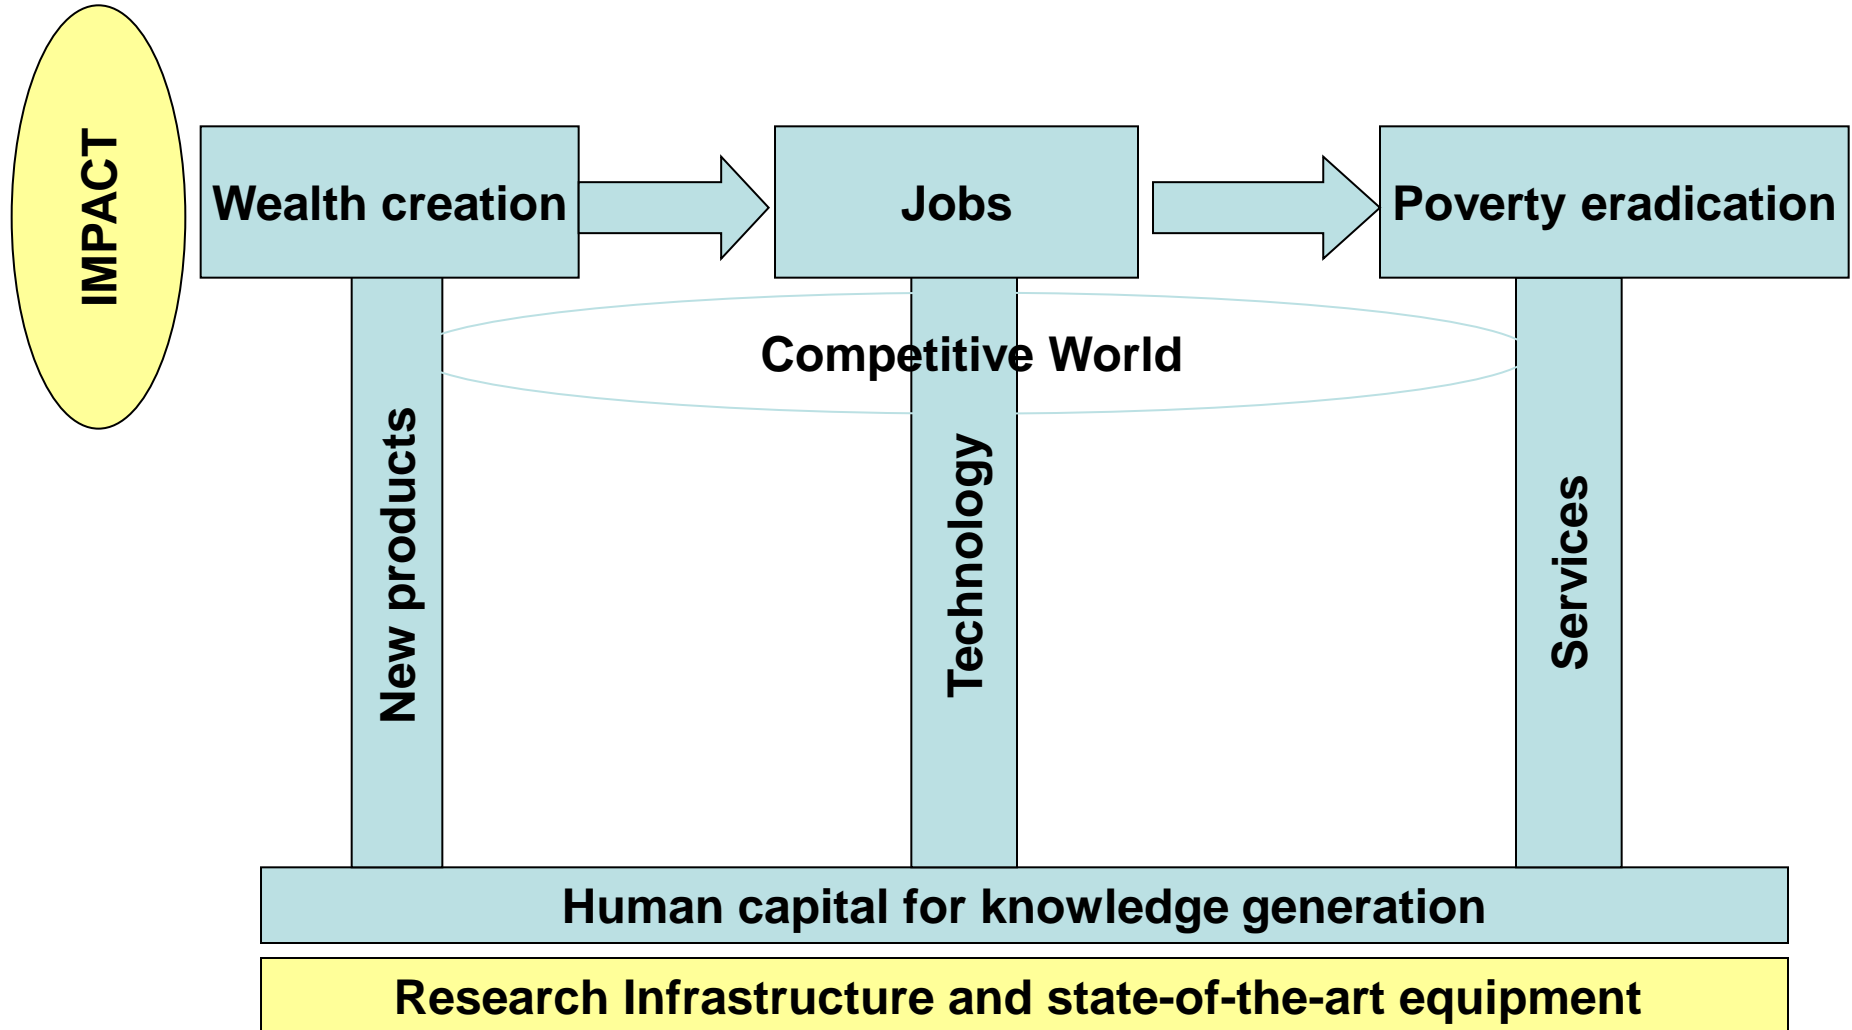 IMPACT
Wealth creation
Jobs
Poverty eradication
Competitive World
New products
Technology
Services
Human capital for knowledge generation
Research Infrastructure and state-of-the-art equipment